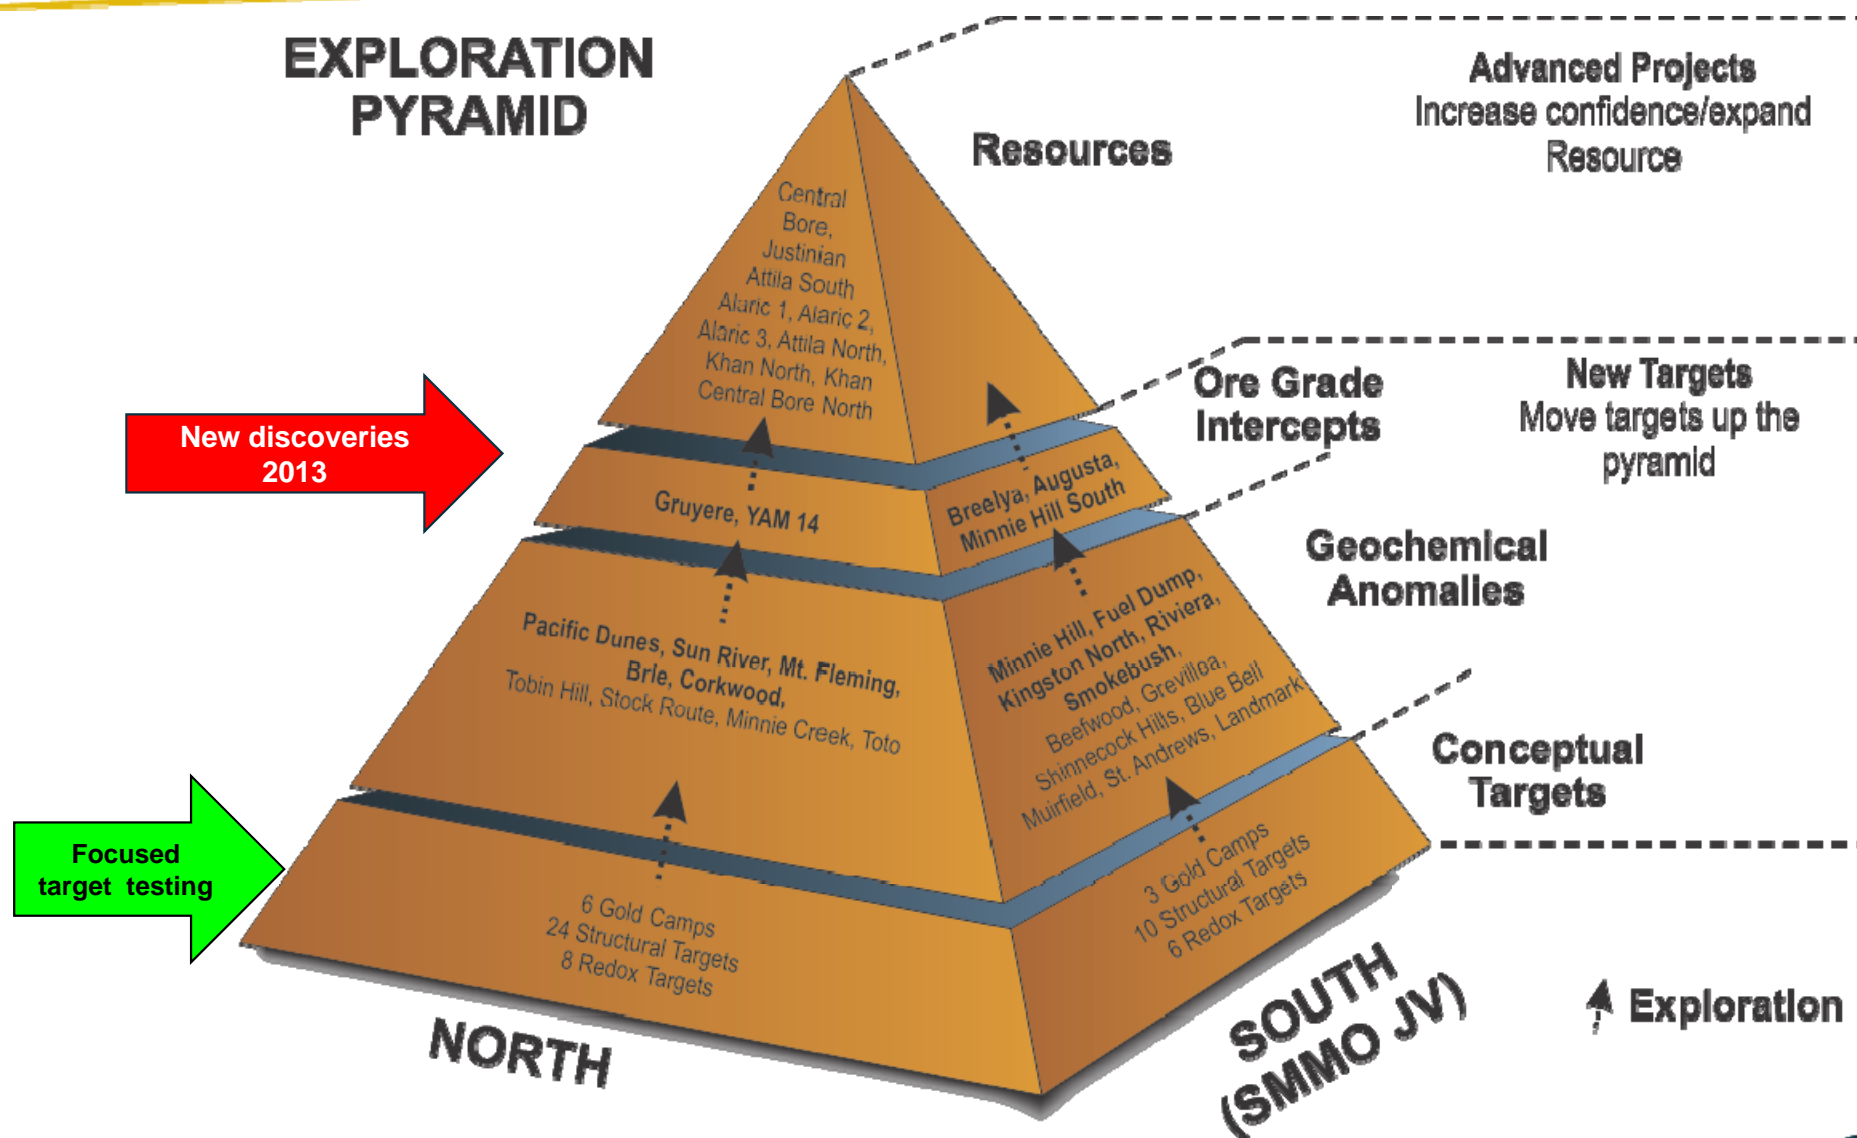 EXPLORATION
PYRAMID
Advanced Projects
Increase confidence/expand
Resource
Resources
Central
Bore,
Justinian
Attila South
Alaric 1, Alaric 2,
Alaric 3, Attila North,
Khan North, Khan
Central Bore North
New discoveries
2013
Ore Grade
Intercepts
New Targets
Move targets up the
pyramid
Gruyere, YAM 14
Breelya, Augusta,
Minnie Hill South
Geochemical
Anomalies
Pacific Dunes, Sun River, Mt. Fleming,
Brie, Corkwood,
Tobin Hill, Stock Route, Minnie Creek, Toto
Minnie Hill, Fuel Dump,
Kingston North, Riviera,
Smokebush,
Beefwood, Grevilloa,
Shinnecock Hills, Blue Bell
Muirfield, St. Andrews, Landmark
Conceptual
Targets
Focused
target testing
6 Gold Camps
24 Structural Targets
8 Redox Targets
3 Gold Camps
10 Structural Targets
6 Redox Targets
NORTH
SOUTH
(SMMO JV)
Exploration